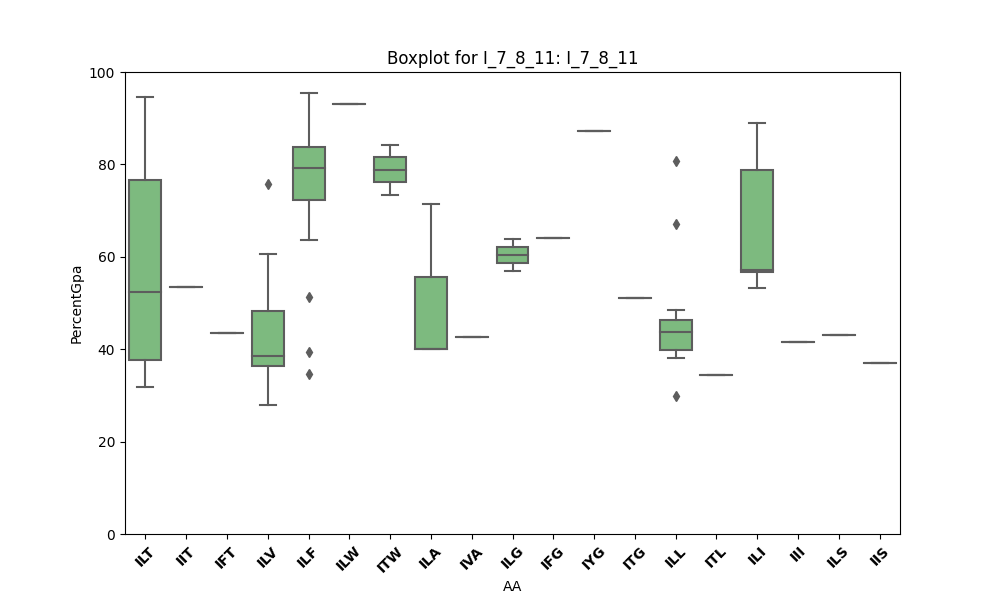 Boxplot for I_7_8_11: I_7_8_11
PercentGpa
100
80
60
40
20
0
ILT IIT IFT ILV ILF ILW ITW ILA IVA ILG IFG IYG ITG ILL ITL ILI III ILS IIS
AA